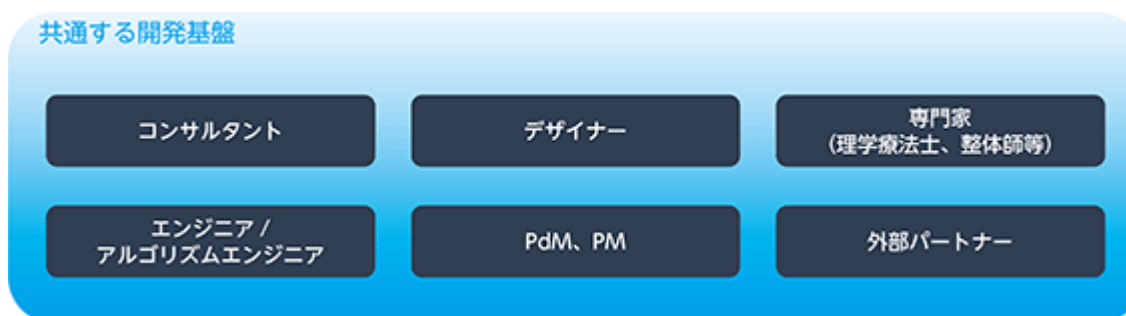 共通する開発基盤
コンサルタント
デザイナー
専門家
（理学療法士、整体師等）
エンジニア /
アルゴリズムエンジニア
PdM、PM
外部パートナー